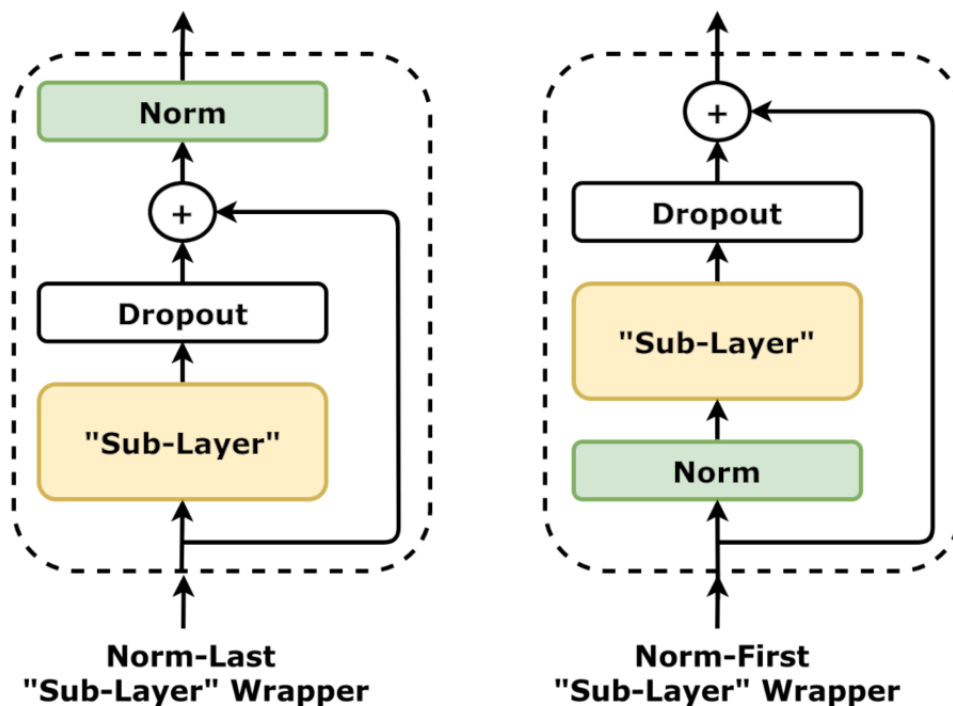 Norm
+
Dropout
"Sub-Layer"
Norm-Last
"Sub-Layer" Wrapper
+
Dropout
"Sub-Layer"
Norm
Norm-First
"Sub-Layer" Wrapper